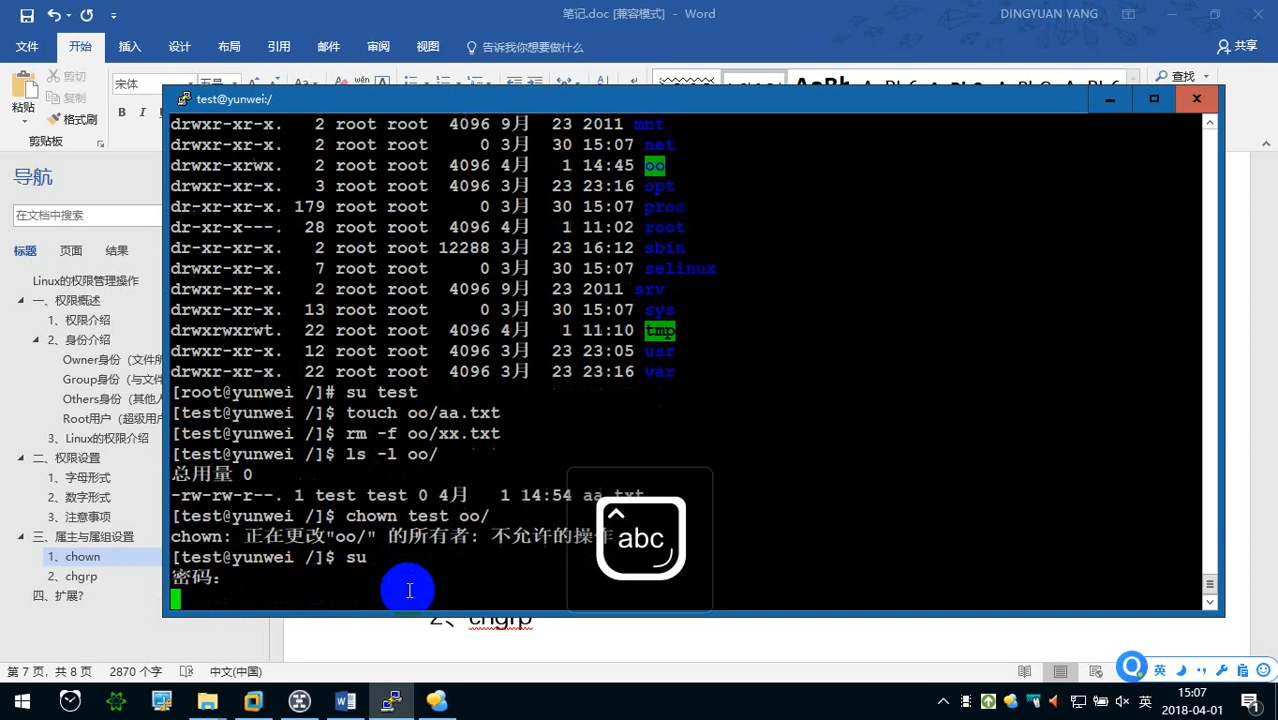 笔记.doc [兼容模式] - Word
DINGYUAN YANG
文件 开始 插入 设计 布局 引用 邮件 审阅 视图 告诉我你想要做什么 共享
粘贴
剪切
复制
格式刷
剪贴板
宋体
五号
B I
查找
导航
在文档中搜索
标题 页面 结果
Linux的权限管理操作
一、权限概述
1、权限介绍
2、身份介绍
Owner身份（文件所
Group身份（与文件
Others身份（其他人
Root用户（超级用户
3、Linux的权限介绍
二、权限设置
1、字母形式
2、数字形式
3、注意事项
三、属主与属组设置
1、chown
2、chgrp
四、扩展?
test@yunwei:/
drwxr-xr-x. 2 root root 4096 9月 23 2011 mnt
drwxr-xr-x. 2 root root 0 3月 30 15:07 net
drwxr-xrwx. 2 root root 4096 4月 1 14:45 oo
drwxr-xr-x. 3 root root 4096 3月 23 23:16 opt
dr-xr-xr-x. 179 root root 0 3月 30 15:07 proc
dr-xr-x---. 28 root root 4096 4月 1 11:02 root
dr-xr-xr-x. 2 root root 12288 3月 23 16:12 sbin
drwxr-xr-x. 7 root root 0 3月 30 15:07 selinux
drwxr-xr-x. 2 root root 4096 9月 23 2011 srv
drwxr-xr-x. 13 root root 0 3月 30 15:07 sys
drwxrwxrwt. 22 root root 4096 4月 1 11:10 tmp
drwxr-xr-x. 12 root root 4096 3月 23 23:05 usr
drwxr-xr-x. 22 root root 4096 3月 23 23:16 var
[root@yunwei /]# su test
[test@yunwei /]$ touch oo/aa.txt
[test@yunwei /]$ rm -f oo/xx.txt
[test@yunwei /]$ ls -l oo/
总用量 0
-rw-rw-r--. 1 test test 0 4月 1 14:54 aa.txt
[test@yunwei /]$ chown test oo/
chown: 正在更改"oo/" 的所有者: 不允许的操作
[test@yunwei /]$ su
密码：
abc
2、chgrp
第 7 页，共 8 页 2870 个字 中文(中国)
英
英
15:07
2018-04-01
1